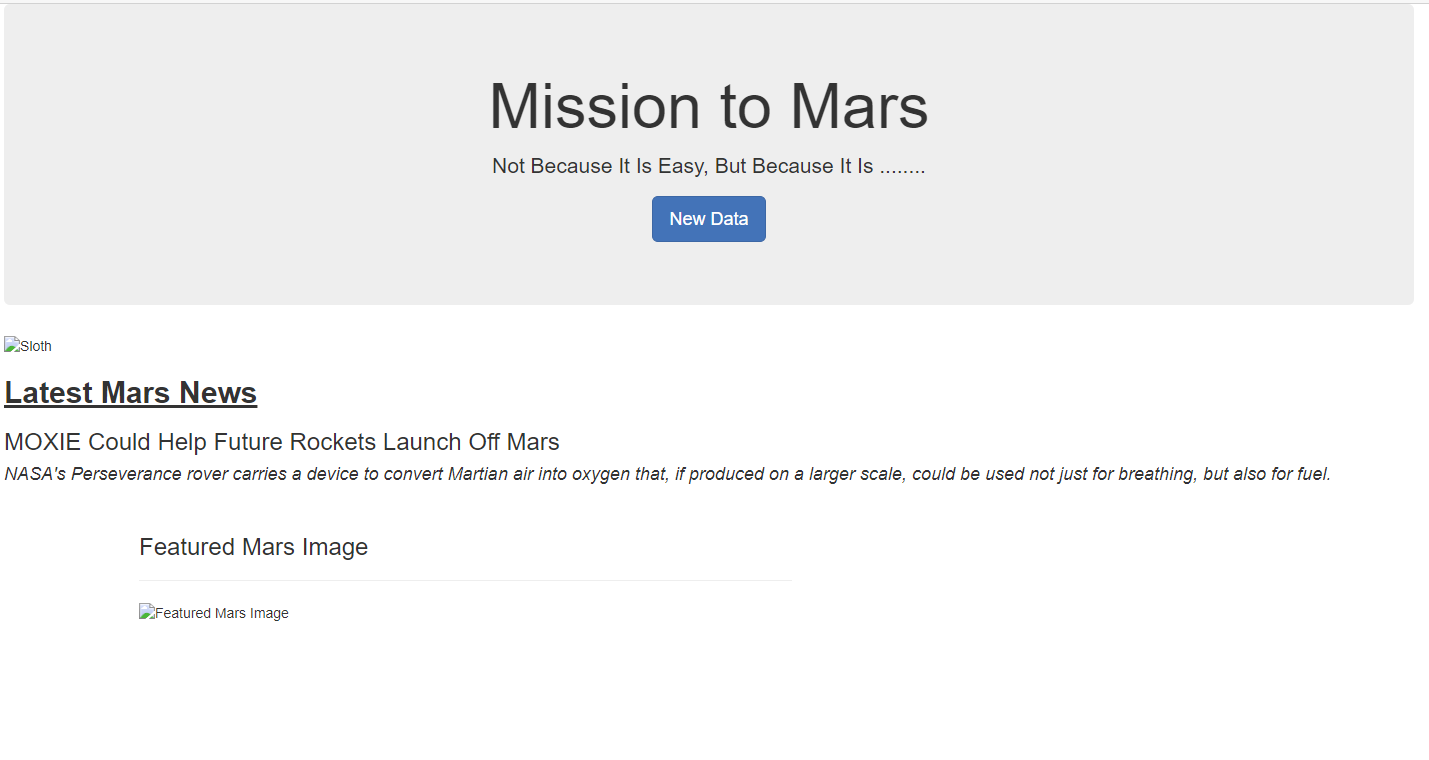 Mission to Mars
Not Because It Is Easy, But Because It Is ........
New Data
Sloth
Latest Mars News
MOXIE Could Help Future Rockets Launch Off Mars
NASA's Perseverance rover carries a device to convert Martian air into oxygen that, if produced on a larger scale, could be used not just for breathing, but also for fuel.
Featured Mars Image
Featured Mars Image